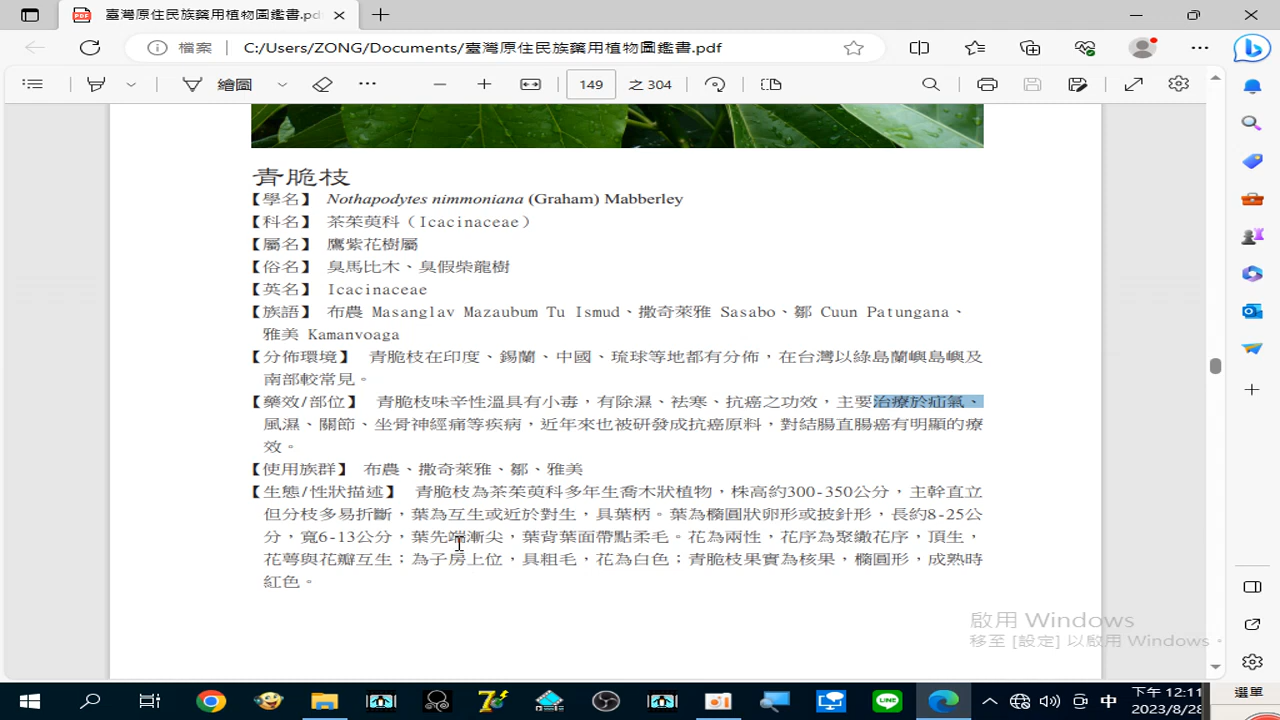 臺灣原住民族藥用植物圖鑑書.pdf
檔案 C:/Users/ZONG/Documents/臺灣原住民族藥用植物圖鑑書.pdf
繪圖 149 之 304
青脆枝
【學名】 Nothapodytes nimmoniana (Graham) Mabberley
【科名】 茶茱萸科（Icacinaceae）
【屬名】 鷹紫花樹屬
【俗名】 臭馬比木、臭假柴龍樹
【英名】 Icacinaceae
【族語】 布農 Masanglav Mazaubum Tu Ismud、撒奇萊雅 Sasabo、鄒 Cuun Patungana、
雅美 Kamanvoaga
【分佈環境】 青脆枝在印度、錫蘭、中國、琉球等地都有分佈，在台灣以綠島蘭嶼島嶼及
南部較常見。
【藥效/部位】 青脆枝味辛性溫具有小毒，有除濕、袪寒、抗癌之功效，主要治療於疝氣、
風濕、關節、坐骨神經痛等疾病，近年來也被研發成抗癌原料，對結腸直腸癌有明顯的療
效。
【使用族群】 布農、撒奇萊雅、鄒、雅美
【生態/性狀描述】 青脆枝為茶茱萸科多年生喬木狀植物，株高約300-350公分，主幹直立
但分枝多易折斷，葉為互生或近於對生，具葉柄。葉為橢圓狀卵形或披針形，長約8-25公
分，寬6-13公分，葉先端漸尖，葉背葉面帶點柔毛。花為兩性，花序為聚繖花序，頂生，
花萼與花瓣互生；為子房上位，具粗毛，花為白色；青脆枝果實為核果，橢圓形，成熟時
紅色。
啟用 Windows
移至 [設定] 以啟用 Windows。
中
下午 12:11
2023/8/28
選單
LINE